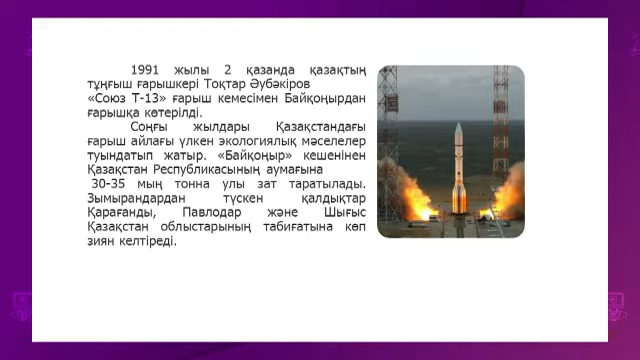 1991 жылы 2 қазанда қазақтың
тұңғыш ғарышкері Тоқтар Әубәкіров
«Союз Т-13» ғарыш кемесімен Байқоңырдан
ғарышқа көтерілді.
Соңғы жылдары Қазақстандағы
ғарыш айлағы үлкен экологиялық мәселелер
туындатып жатыр. «Байқоңыр» кешенінен
Қазақстан Республикасының аумағына
30-35 мың тонна улы зат таратылады.
Зымырандардан түскен қалдықтар
Қарағанды, Павлодар және Шығыс
Қазақстан облыстарының табиғатына көп
зиян келтіреді.